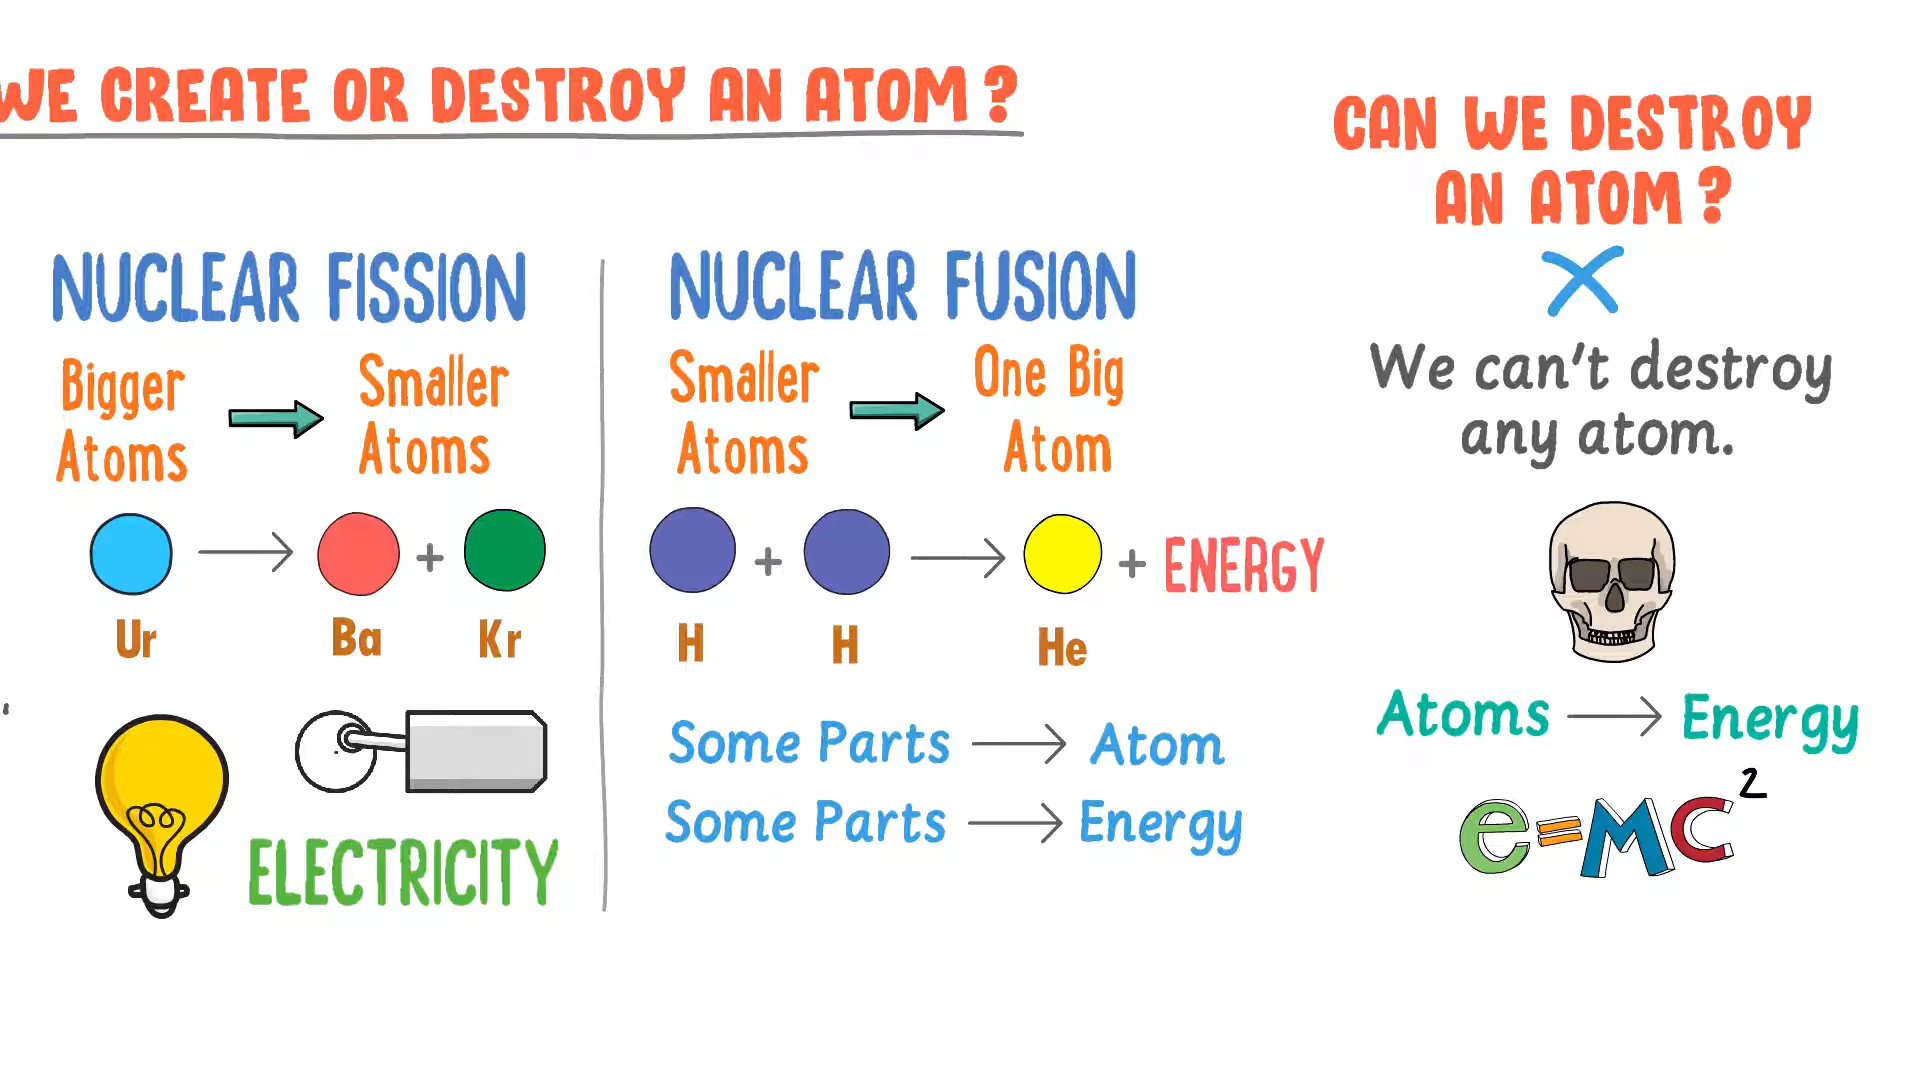 WE CREATE OR DESTROY AN ATOM?
NUCLEAR FISSION
Bigger
Atoms
Smaller
Atoms
Ur
Ba
+
Kr
ELECTRICITY
NUCLEAR FUSION
Smaller
Atoms
One Big
Atom
+
+ ENERGY
H
H
He
Some Parts → Atom
Some Parts → Energy
CAN WE DESTROY
AN ATOM?
We can't destroy
any atom.
Atoms → Energy
e=MC²